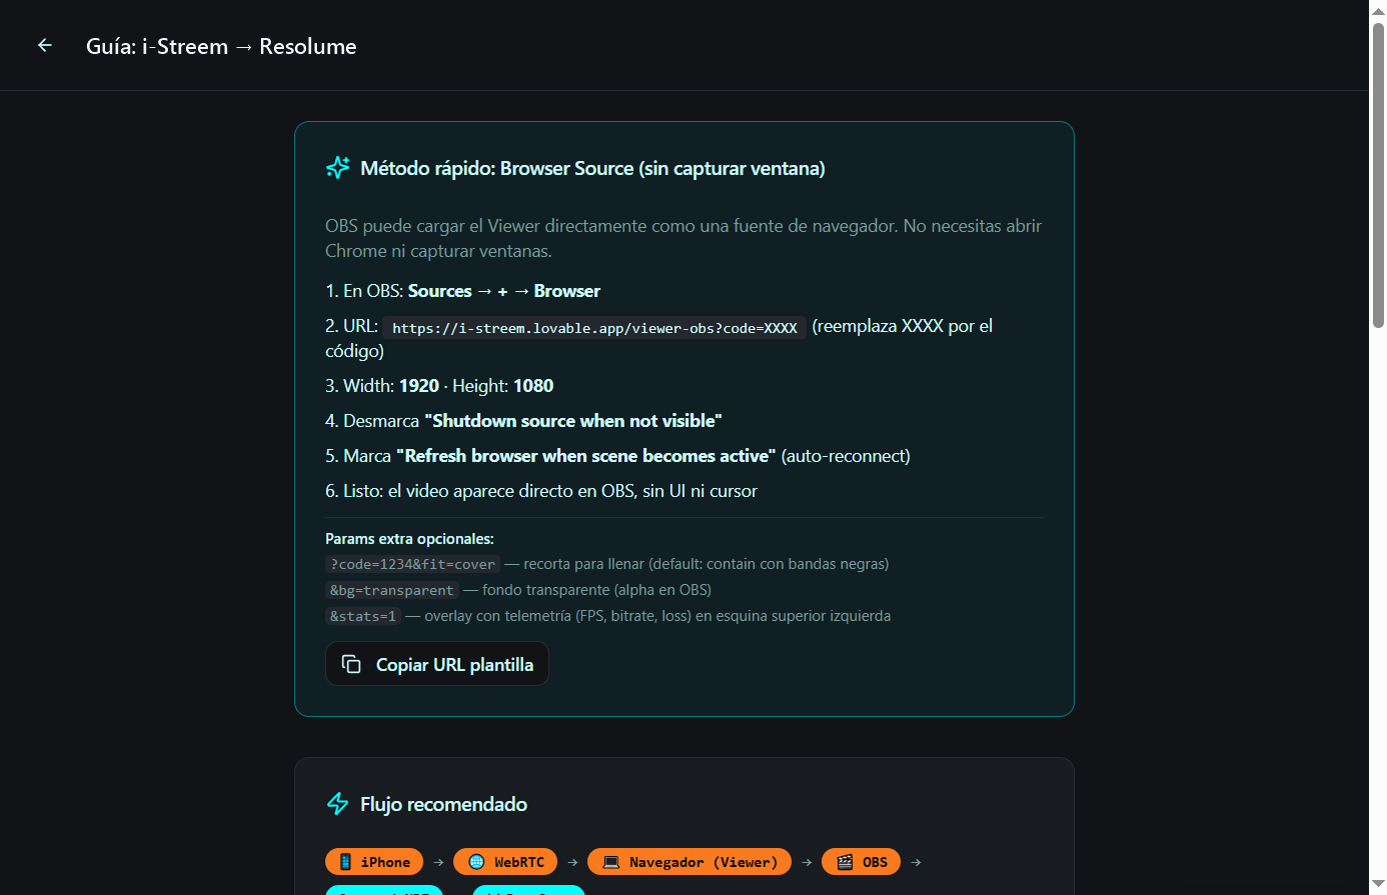 Guía: i-Streem → Resolume
Método rápido: Browser Source (sin capturar ventana)
OBS puede cargar el Viewer directamente como una fuente de navegador. No necesitas abrir
Chrome ni capturar ventanas.
1. En OBS: Sources → + → Browser
2. URL: https://i-streem.lovable.app/viewer-obs?code=XXXX (reemplaza XXXX por el
código)
3. Width: 1920 · Height: 1080
4. Desmarca "Shutdown source when not visible"
5. Marca "Refresh browser when scene becomes active" (auto-reconnect)
6. Listo: el video aparece directo en OBS, sin UI ni cursor
Params extra opcionales:
?code=1234&fit=cover — recorta para llenar (default: contain con bandas negras)
&bg=transparent — fondo transparente (alpha en OBS)
&stats=1 — overlay con telemetría (FPS, bitrate, loss) en esquina superior izquierda
Copiar URL plantilla
Flujo recomendado
iPhone → WebRTC → Navegador (Viewer) → OBS →